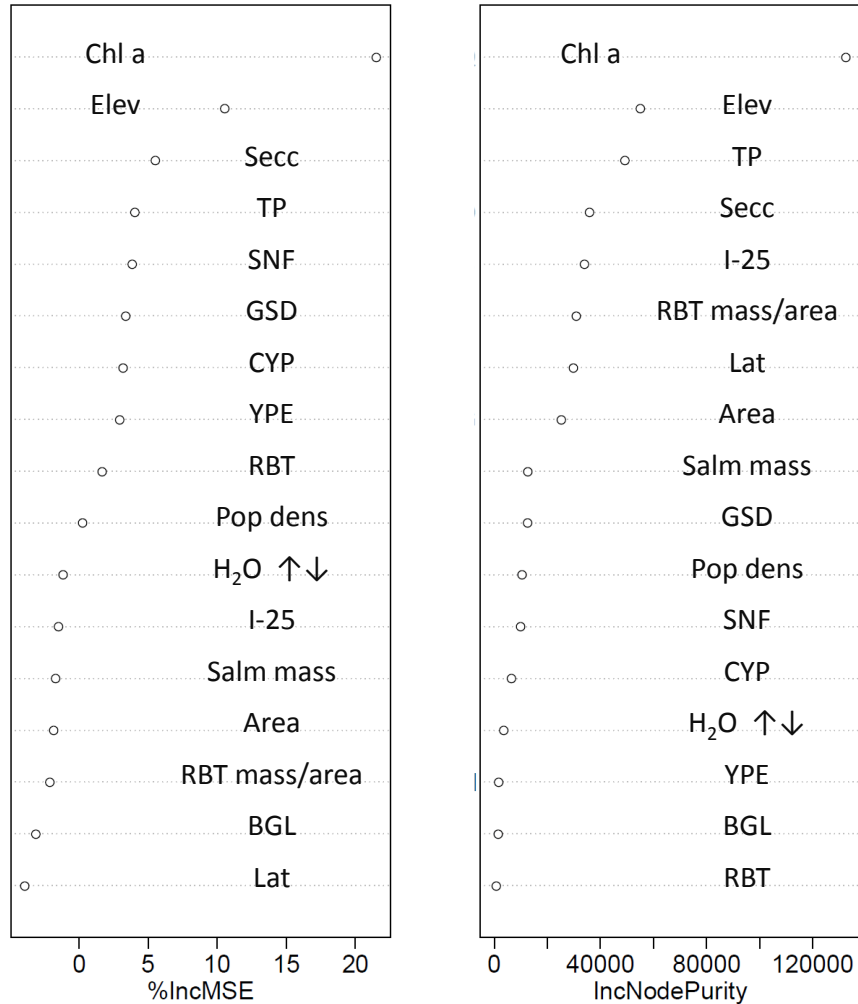 Chl a
Elev
Secc
TP
SNF
GSD
CYP
YPE
RBT
Pop dens
H₂O ↑↓
I-25
Salm mass
Area
RBT mass/area
BGL
Lat
0 5 10 15 20
%IncMSE
Chl a
Elev
TP
Secc
I-25
RBT mass/area
Lat
Area
Salm mass
GSD
Pop dens
SNF
CYP
H₂O ↑↓
YPE
BGL
RBT
0 40000 80000 120000
IncNodePurity